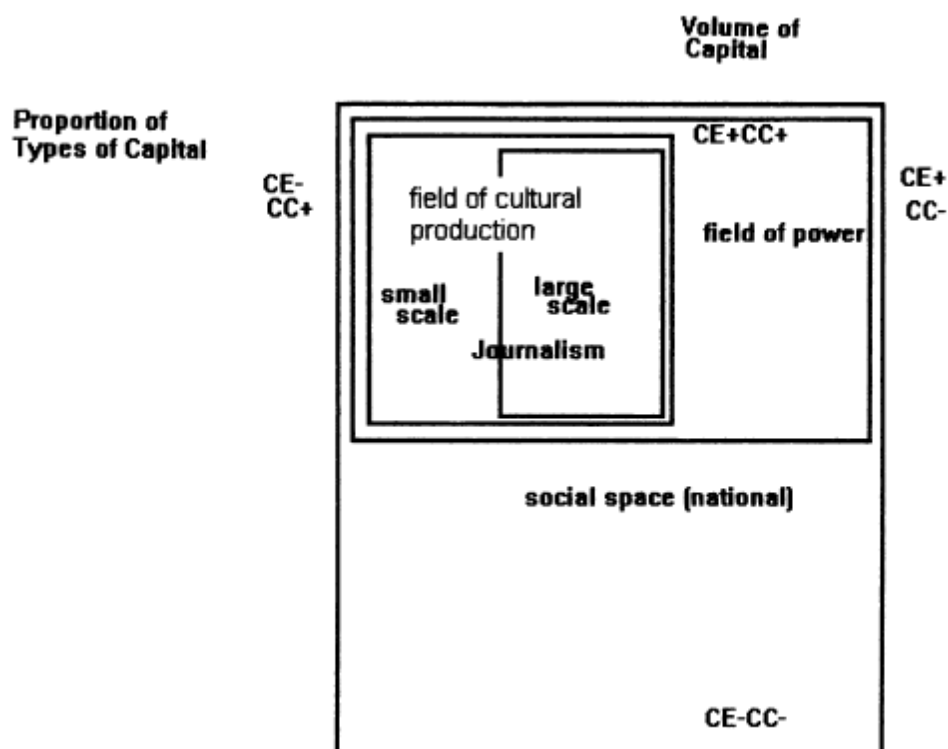 Volume of
Capital
Proportion of
Types of Capital
CE+CC+
CE-
CC+
CE+
CC-
field of cultural
production
field of power
small
scale
large
scale
Journalism
social space (national)
CE-CC-